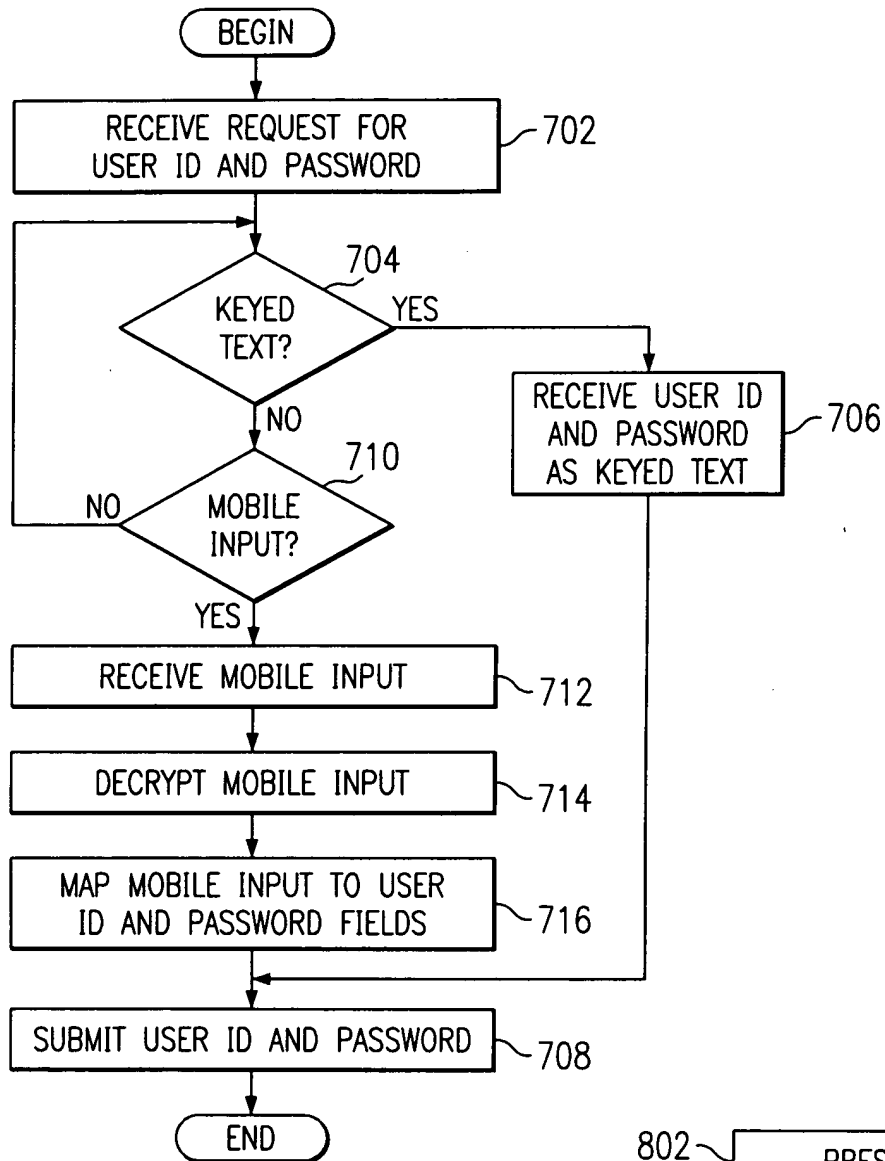 BEGIN
RECEIVE REQUEST FOR
USER ID AND PASSWORD
702
704
KEYED
TEXT?
YES
NO
RECEIVE USER ID
AND PASSWORD
AS KEYED TEXT
706
710
MOBILE
INPUT?
NO
YES
RECEIVE MOBILE INPUT
712
DECRYPT MOBILE INPUT
714
MAP MOBILE INPUT TO USER
ID AND PASSWORD FIELDS
716
SUBMIT USER ID AND PASSWORD
708
END
802